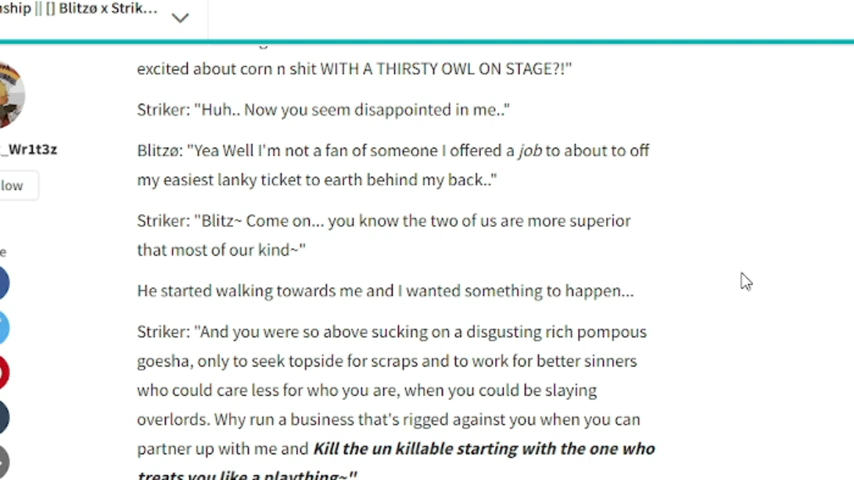 ship || [] Blitzø x Strik...
excited about corn n shit WITH A THIRSTY OWL ON STAGE?!"
Striker: "Huh.. Now you seem disappointed in me.."
_Wr1t3z
Blitzø: "Yea Well I'm not a fan of someone I offered a job to about to off
my easiest lanky ticket to earth behind my back.."
low
Striker: "Blitz~ Come on... you know the two of us are more superior
that most of our kind~"
e
He started walking towards me and I wanted something to happen...
Striker: "And you were so above sucking on a disgusting rich pompous
goesha, only to seek topside for scraps and to work for better sinners
who could care less for who you are, when you could be slaying
overlords. Why run a business that's rigged against you when you can
partner up with me and Kill the un killable starting with the one who
treats you like a plaything~"